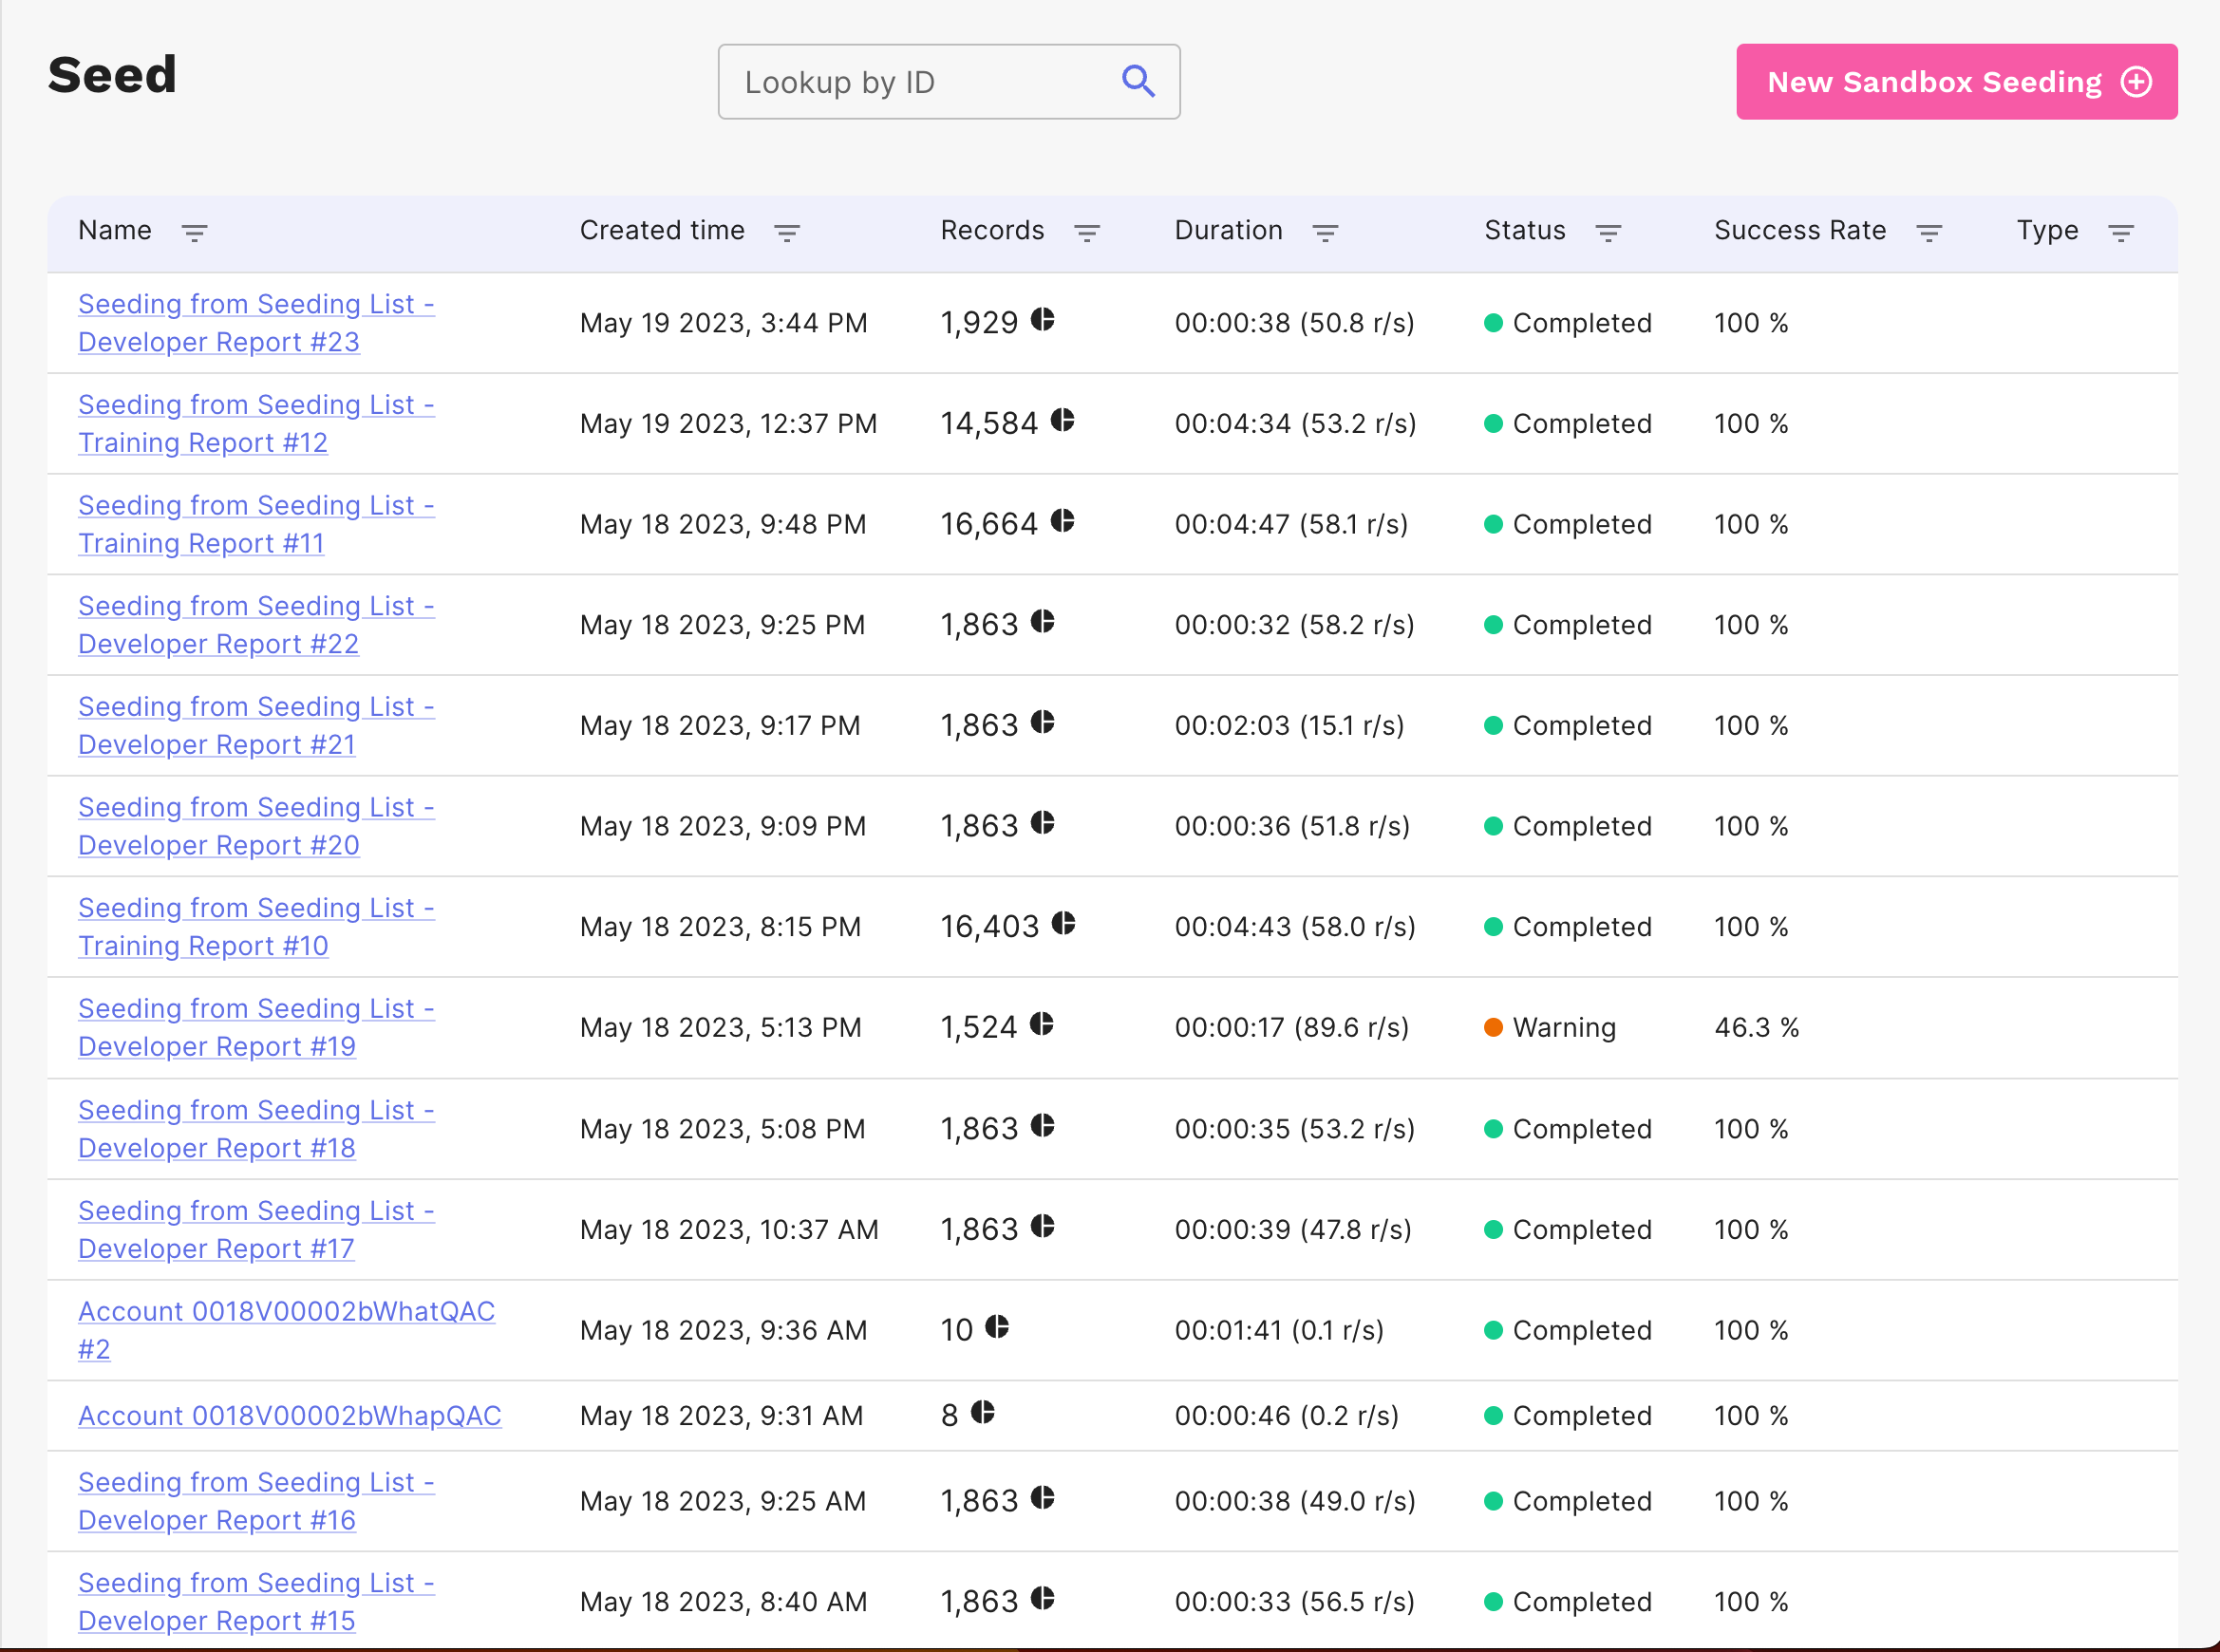 Seed
Lookup by ID
New Sandbox Seeding
Name Created time Records Duration Status Success Rate Type
Seeding from Seeding List -
Developer Report #23
May 19 2023, 3:44 PM 1,929 00:00:38 (50.8 r/s) Completed 100 %
Seeding from Seeding List -
Training Report #12
May 19 2023, 12:37 PM 14,584 00:04:34 (53.2 r/s) Completed 100 %
Seeding from Seeding List -
Training Report #11
May 18 2023, 9:48 PM 16,664 00:04:47 (58.1 r/s) Completed 100 %
Seeding from Seeding List -
Developer Report #22
May 18 2023, 9:25 PM 1,863 00:00:32 (58.2 r/s) Completed 100 %
Seeding from Seeding List -
Developer Report #21
May 18 2023, 9:17 PM 1,863 00:02:03 (15.1 r/s) Completed 100 %
Seeding from Seeding List -
Developer Report #20
May 18 2023, 9:09 PM 1,863 00:00:36 (51.8 r/s) Completed 100 %
Seeding from Seeding List -
Training Report #10
May 18 2023, 8:15 PM 16,403 00:04:43 (58.0 r/s) Completed 100 %
Seeding from Seeding List -
Developer Report #19
May 18 2023, 5:13 PM 1,524 00:00:17 (89.6 r/s) Warning 46.3 %
Seeding from Seeding List -
Developer Report #18
May 18 2023, 5:08 PM 1,863 00:00:35 (53.2 r/s) Completed 100 %
Seeding from Seeding List -
Developer Report #17
May 18 2023, 10:37 AM 1,863 00:00:39 (47.8 r/s) Completed 100 %
Account 0018V00002bWhatQAC
#2
May 18 2023, 9:36 AM 10 00:01:41 (0.1 r/s) Completed 100 %
Account 0018V00002bWhapQAC
May 18 2023, 9:31 AM 8 00:00:46 (0.2 r/s) Completed 100 %
Seeding from Seeding List -
Developer Report #16
May 18 2023, 9:25 AM 1,863 00:00:38 (49.0 r/s) Completed 100 %
Seeding from Seeding List -
Developer Report #15
May 18 2023, 8:40 AM 1,863 00:00:33 (56.5 r/s) Completed 100 %